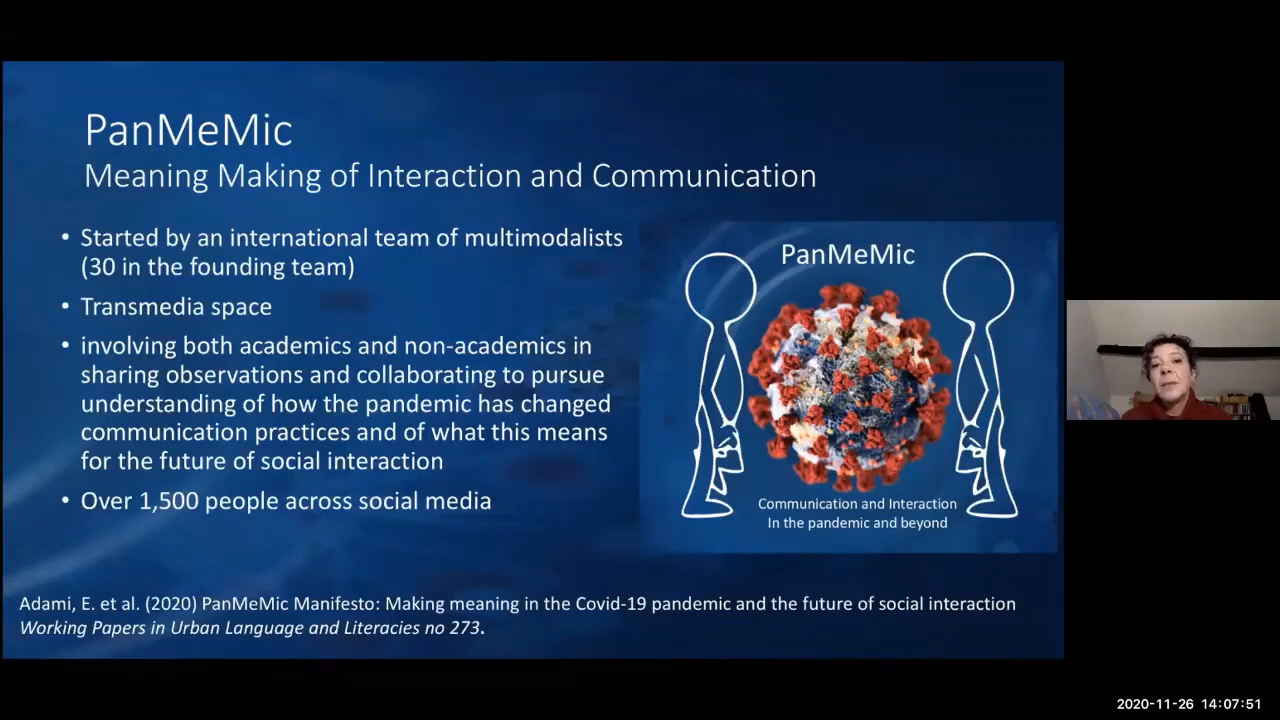 PanMeMic
Meaning Making of Interaction and Communication
• Started by an international team of multimodalists
(30 in the founding team)
• Transmedia space
• involving both academics and non-academics in
sharing observations and collaborating to pursue
understanding of how the pandemic has changed
communication practices and of what this means
for the future of social interaction
• Over 1,500 people across social media
PanMeMic
Communication and Interaction
In the pandemic and beyond
Adami, E. et al. (2020) PanMeMic Manifesto: Making meaning in the Covid-19 pandemic and the future of social interaction
Working Papers in Urban Language and Literacies no 273.
2020-11-26 14:07:51